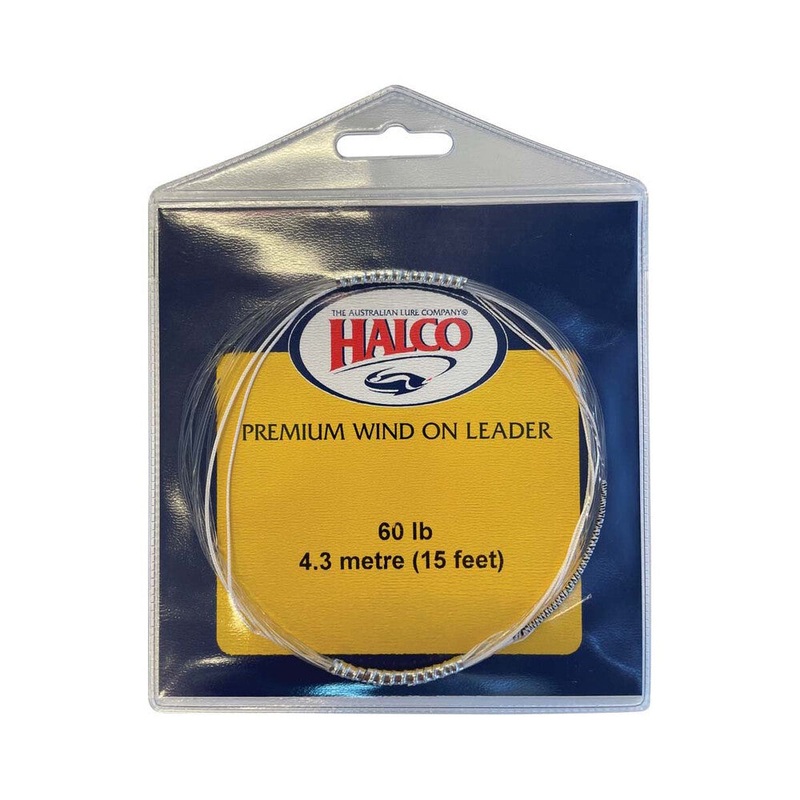 THE AUSTRALIAN LURE COMPANY®
HALCO
PREMIUM WIND ON LEADER
60 lb
4.3 metre (15 feet)